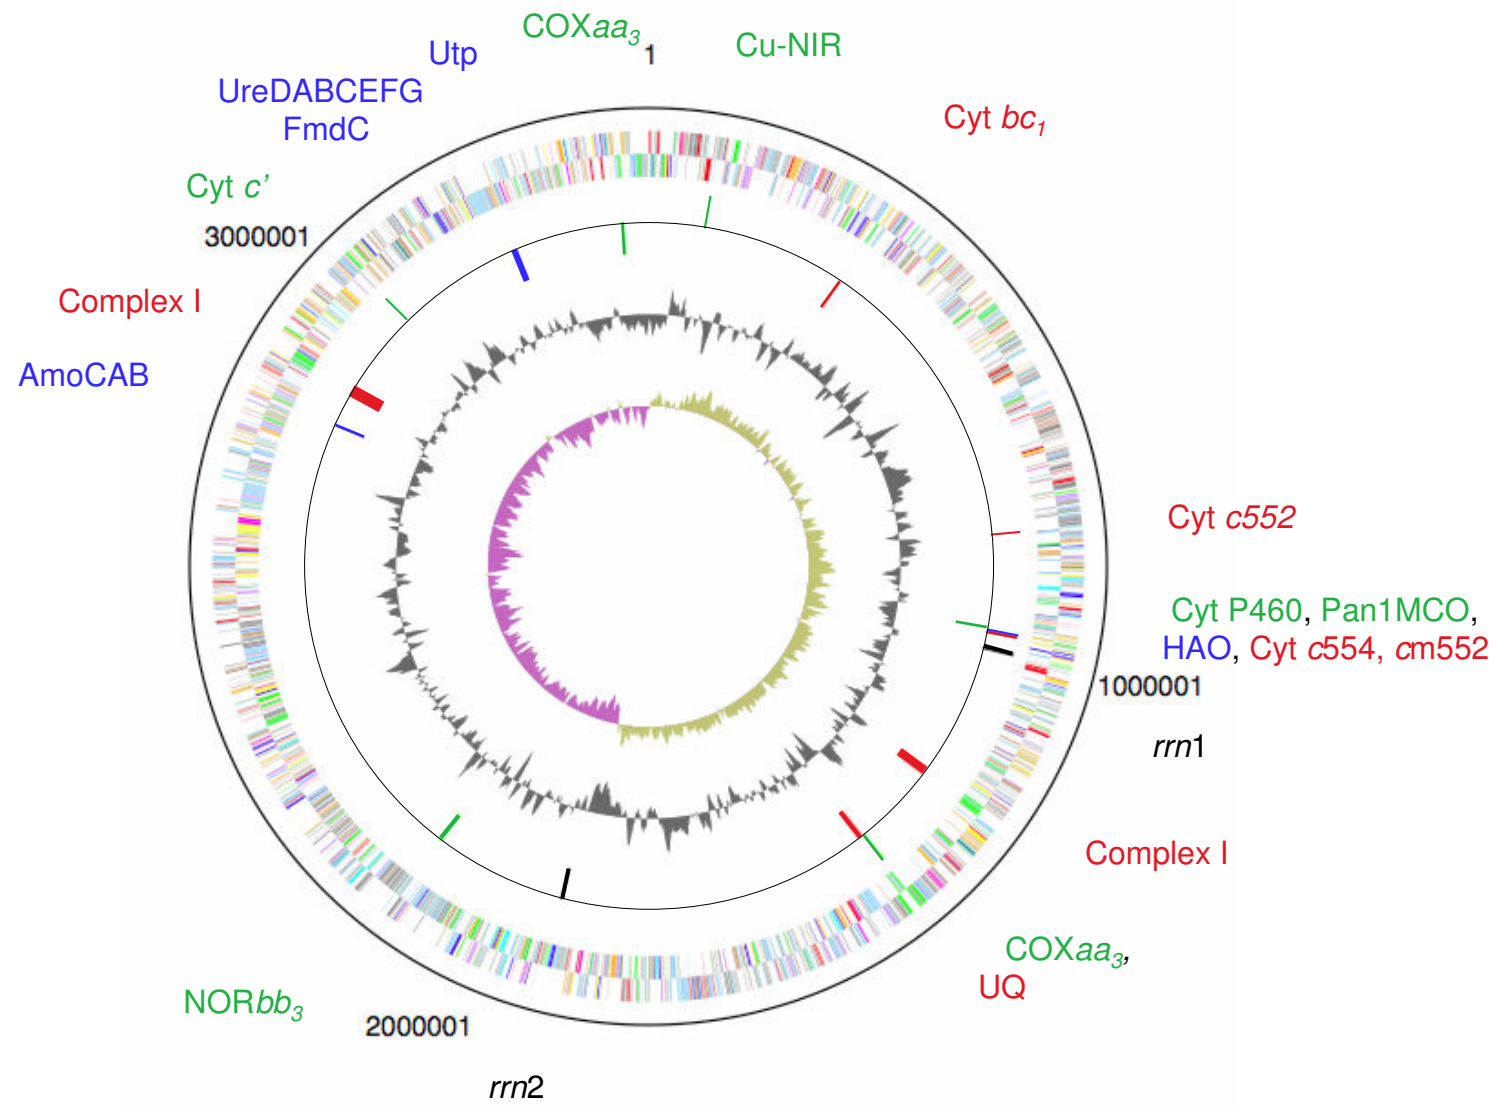 COXaa3
1
Cu-NIR
Utp
UreDABCEFG
FmdC
Cyt bc1
Cyt c’
3000001
Complex I
AmoCAB
Cyt c552
Cyt P460, Pan1MCO,
HAO, Cyt c554, cm552
1000001
rrn1
Complex I
COXaa3,
UQ
NORbb3
2000001
rrn2